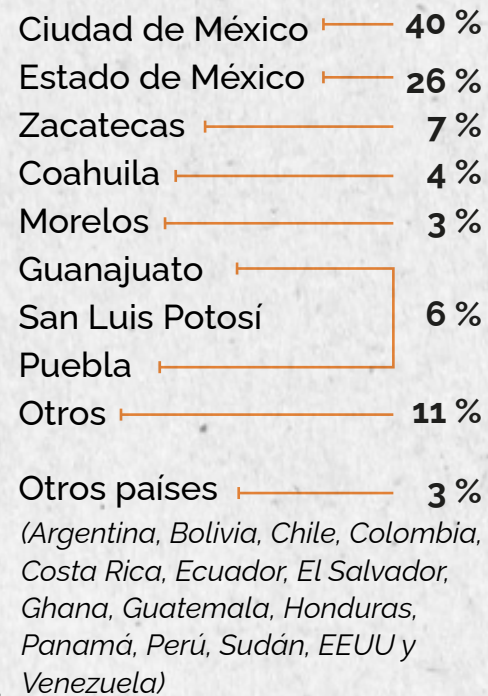 Ciudad de México 40 %
Estado de México 26 %
Zacatecas 7 %
Coahuila 4 %
Morelos 3 %
Guanajuato
San Luis Potosí 6 %
Puebla
Otros 11 %
Otros países 3 %
(Argentina, Bolivia, Chile, Colombia,
Costa Rica, Ecuador, El Salvador,
Ghana, Guatemala, Honduras,
Panamá, Perú, Sudán, EEUU y
Venezuela)